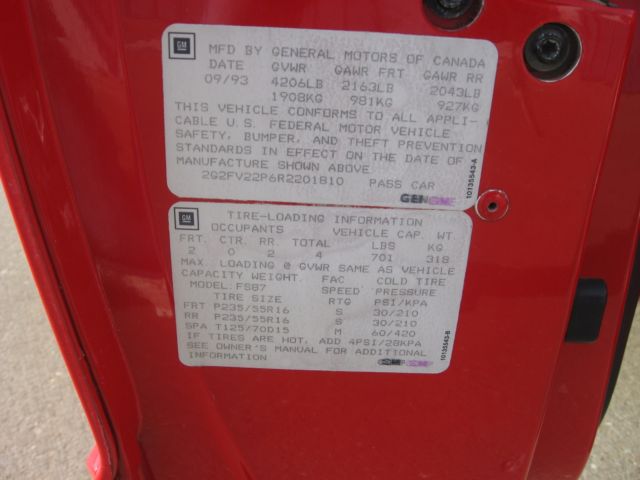 GM
MFD BY GENERAL MOTORS OF CANADA
DATE GVWR GAWR FRT GAWR RR
09/93 4206LB 2163LB 2043LB
1908KG 981KG 927KG
THIS VEHICLE CONFORMS TO ALL APPLI-
CABLE U.S. FEDERAL MOTOR VEHICLE
SAFETY, BUMPER, AND THEFT PREVENTION
STANDARDS IN EFFECT ON THE DATE OF
MANUFACTURE SHOWN ABOVE
2G2FV22P6R2201810 PASS CAR
10135543-A
GM
TIRE-LOADING INFORMATION
OCCUPANTS VEHICLE CAP. WT.
FRT. CTR. RR. TOTAL LBS KG
2 0 2 4 701 318
MAX. LOADING @ GVWR SAME AS VEHICLE
CAPACITY WEIGHT. FAC COLD TIRE
MODEL:FS87 SPEED PRESSURE
TIRE SIZE RTG PSI/KPA
FRT P235/55R16 S 30/210
RR P235/55R16 S 30/210
SPA T125/70D15 M 60/420
IF TIRES ARE HOT, ADD 4PSI/28KPA
SEE OWNER'S MANUAL FOR ADDITIONAL
INFORMATION
10135543-B